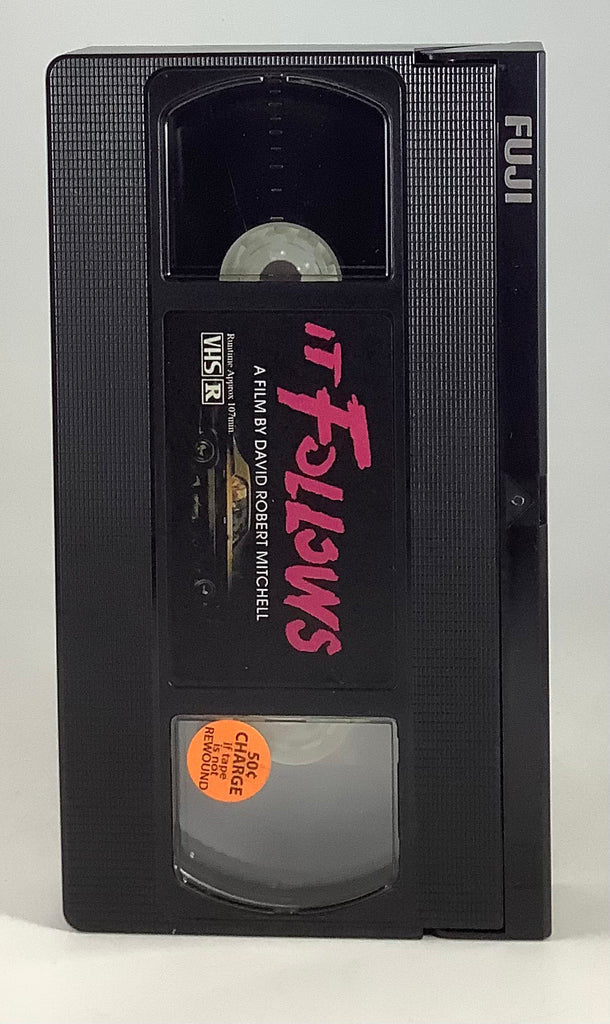 FUJI
IT FOLLOWS
A FILM BY DAVID ROBERT MITCHELL
Runtime Approx 107min
VHS R
50¢
CHARGE
if tape
is not
REWOUND